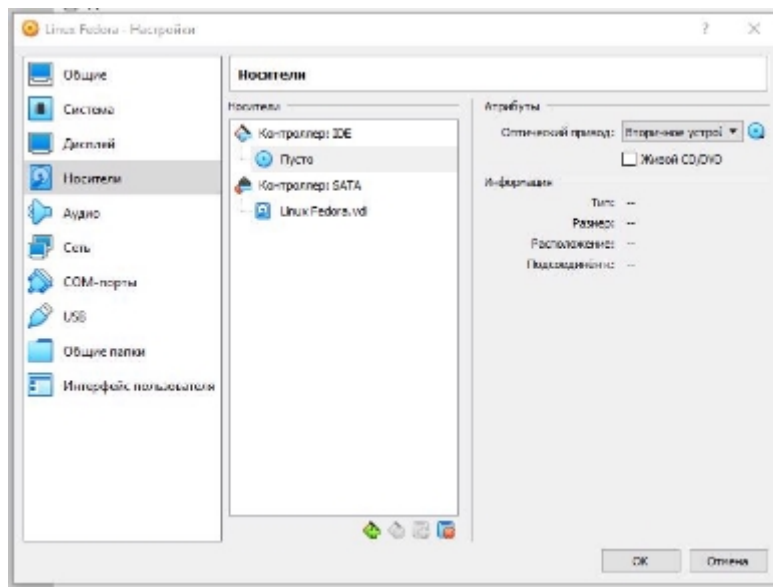 Linux Fedora - Настройки
?
Общие
Система
Дисплей
Носители
Аудио
Сеть
COM-порты
USB
Общие папки
Интерфейс пользователя
Носители
Носители
Контроллер: IDE
Пусто
Контроллер: SATA
Linux Fedora.vdi
Атрибуты
Оптический привод: Вторичное устрой
Живой CD/DVD
Информация
Тип: --
Размер: --
Расположение: --
Подсоединён к: --
OK
Отмена